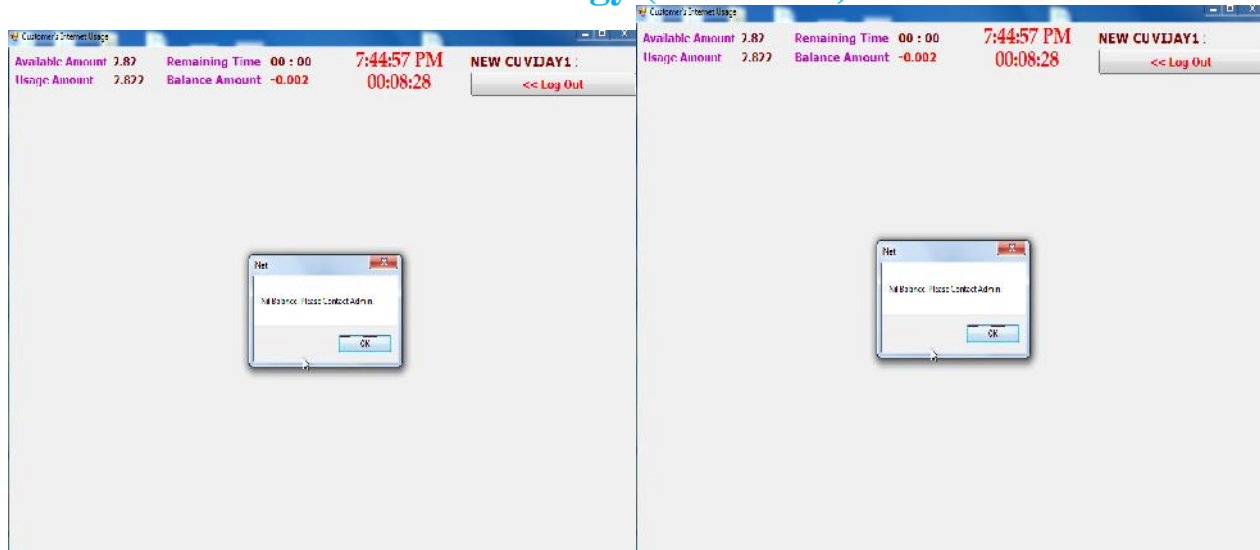 Customer's Internet Usage
Available Amount 2.82 Remaining Time 00 : 00 7:44:57 PM NEW CUVIJAY1 :
Usage Amount 2.822 Balance Amount -0.002 00:08:28 << Log Out
iNet
Nil Balance. Please Contact Admin.
OK
Customer's Internet Usage
Available Amount 2.82 Remaining Time 00 : 00 7:44:57 PM NEW CUVIJAY1 :
Usage Amount 2.822 Balance Amount -0.002 00:08:28 << Log Out
iNet
Nil Balance. Please Contact Admin.
OK